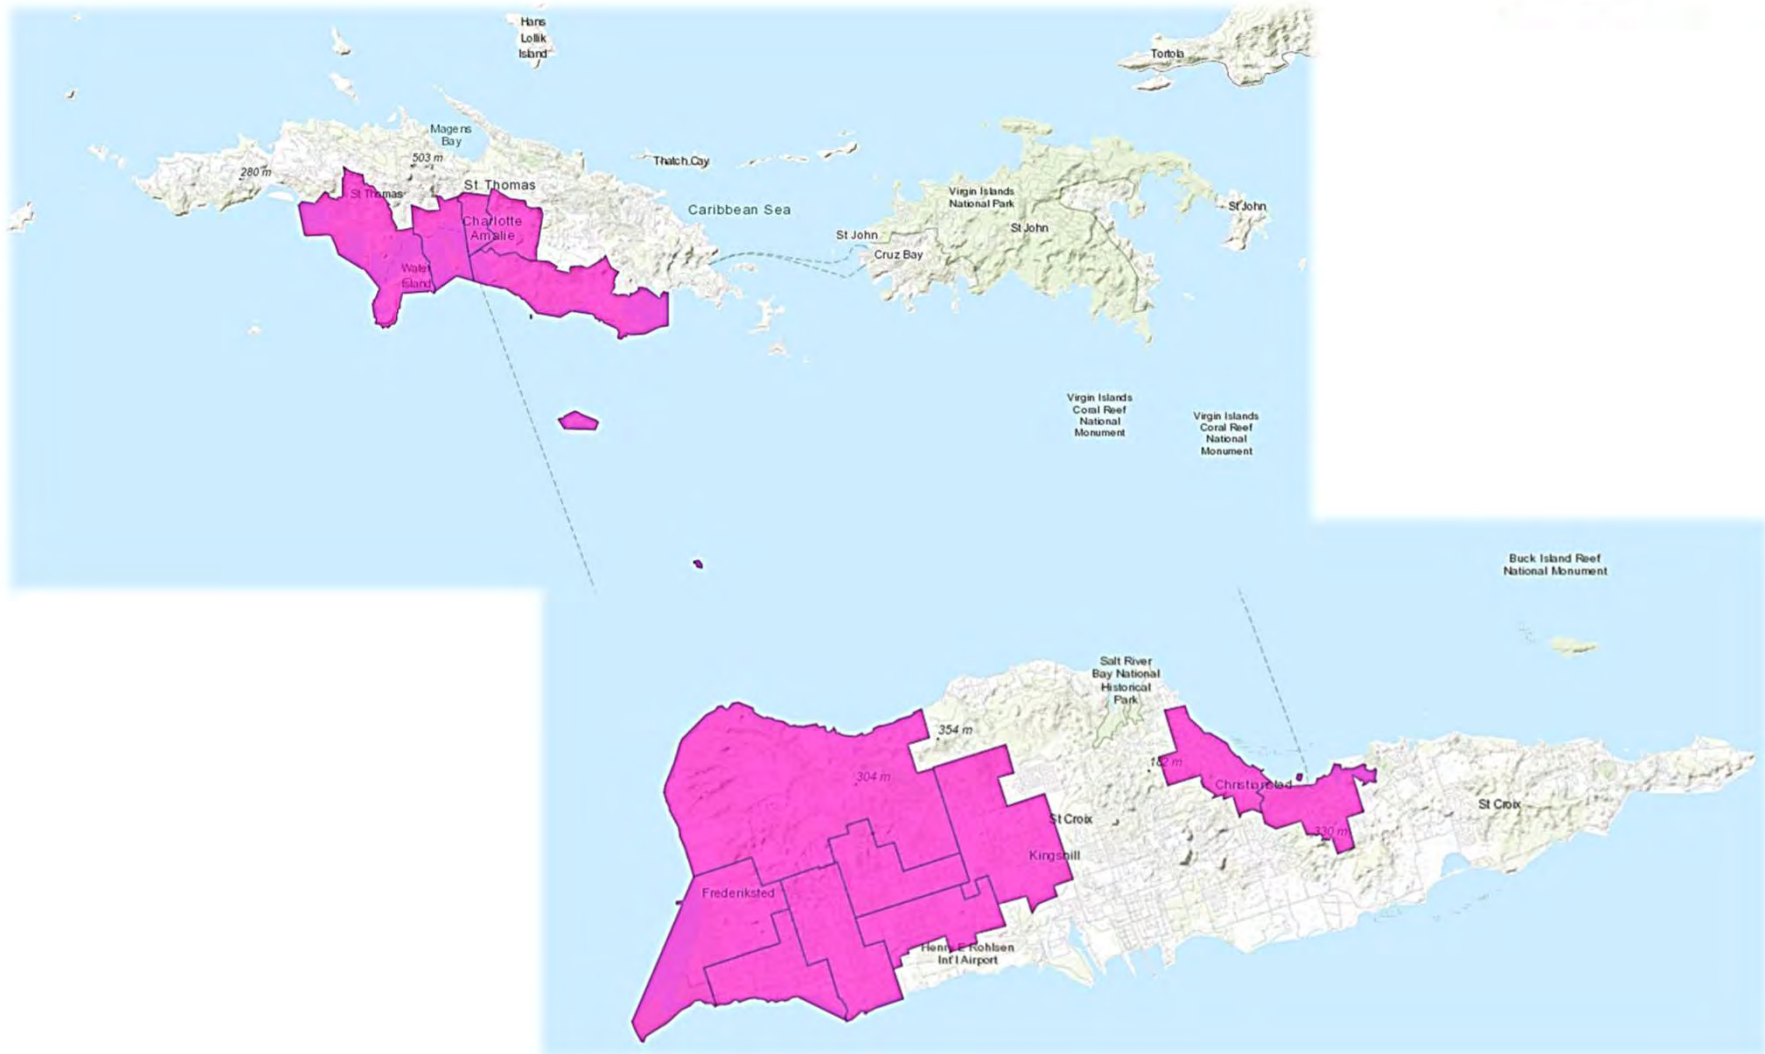 Hans
Lollik
Island
Tortola
Magens
Bay
503 m
280 m
Thatch Cay
St Thomas
St. Thomas
Virgin Islands
National Park
Caribbean Sea
St John
St John
St John
Charlotte
Amalie
Cruz Bay
Water
Island
Virgin Islands
Coral Reef
National
Monument
Virgin Islands
Coral Reef
National
Monument
Buck Island Reef
National Monument
Salt River
Bay National
Historical
Park
354 m
304 m
182 m
Christiansted
St Croix
St Croix
330 m
Kingshill
Frederiksted
Henry E Rohlsen
Int'l Airport